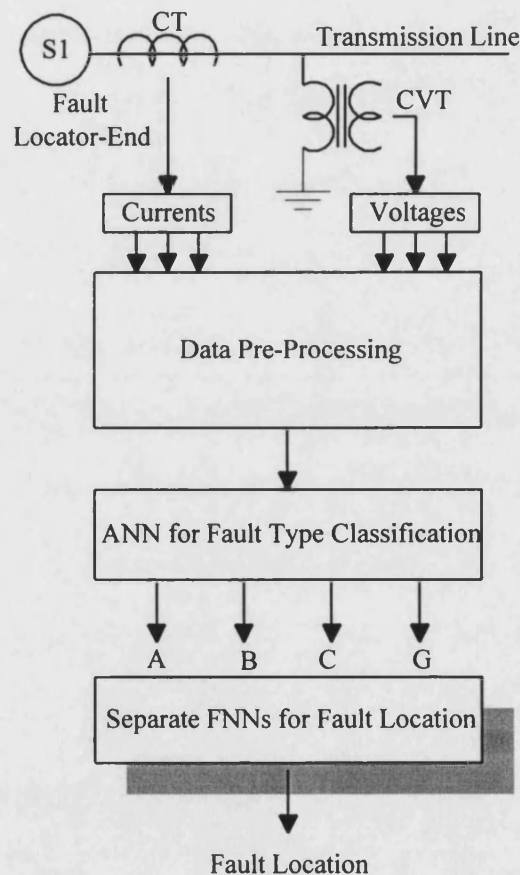 CT
S1
Transmission Line
CVT
Fault
Locator-End
Currents
Voltages
Data Pre-Processing
ANN for Fault Type Classification
A B C G
Separate FNNs for Fault Location
Fault Location